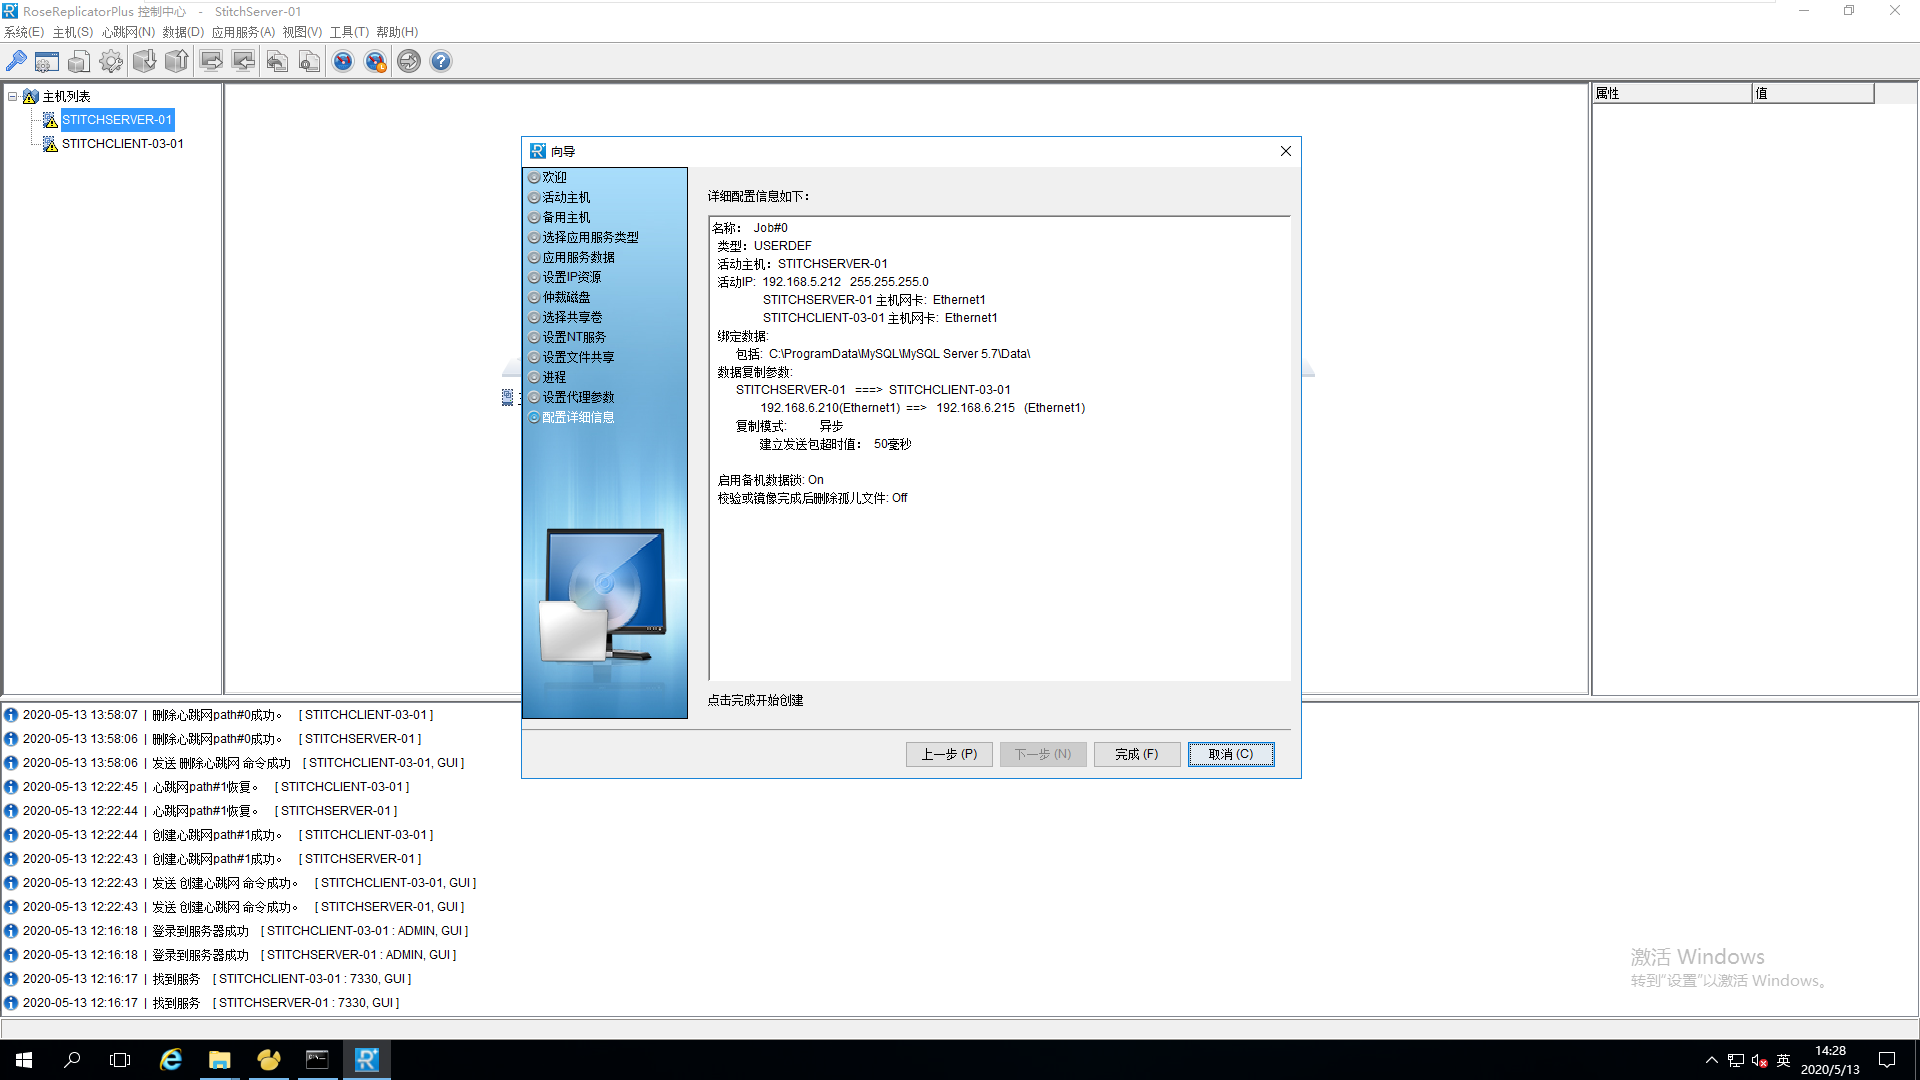 RoseReplicatorPlus 控制中心 - StitchServer-01
系统(E) 主机(S) 心跳网(N) 数据(D) 应用服务(A) 视图(V) 工具(T) 帮助(H)
主机列表
STITCHSERVER-01
STITCHCLIENT-03-01
属性 值
向导
欢迎
活动主机
备用主机
选择应用服务类型
应用服务数据
设置IP资源
仲裁磁盘
选择共享卷
设置NT服务
设置文件共享
进程
设置代理参数
配置详细信息
详细配置信息如下：
名称： Job#0
类型：USERDEF
活动主机：STITCHSERVER-01
活动IP: 192.168.5.212 255.255.255.0
STITCHSERVER-01 主机网卡: Ethernet1
STITCHCLIENT-03-01 主机网卡: Ethernet1
绑定数据:
包括: C:\ProgramData\MySQL\MySQL Server 5.7\Data\
数据复制参数:
STITCHSERVER-01 ===> STITCHCLIENT-03-01
192.168.6.210(Ethernet1) ==> 192.168.6.215 (Ethernet1)
复制模式: 异步
建立发送包超时值： 50毫秒
启用备机数据锁: On
校验或镜像完成后删除孤儿文件: Off
点击完成开始创建
上一步 (P) 下一步 (N) 完成 (F) 取消 (C)
2020-05-13 13:58:07 | 删除心跳网path#0成功。 [ STITCHCLIENT-03-01 ]
2020-05-13 13:58:06 | 删除心跳网path#0成功。 [ STITCHSERVER-01 ]
2020-05-13 13:58:06 | 发送 删除心跳网 命令成功 [ STITCHCLIENT-03-01, GUI ]
2020-05-13 12:22:45 | 心跳网path#1恢复。 [ STITCHCLIENT-03-01 ]
2020-05-13 12:22:44 | 心跳网path#1恢复。 [ STITCHSERVER-01 ]
2020-05-13 12:22:44 | 创建心跳网path#1成功。 [ STITCHCLIENT-03-01 ]
2020-05-13 12:22:43 | 创建心跳网path#1成功。 [ STITCHSERVER-01 ]
2020-05-13 12:22:43 | 发送 创建心跳网 命令成功。 [ STITCHCLIENT-03-01, GUI ]
2020-05-13 12:22:43 | 发送 创建心跳网 命令成功。 [ STITCHSERVER-01, GUI ]
2020-05-13 12:16:18 | 登录到服务器成功 [ STITCHCLIENT-03-01 : ADMIN, GUI ]
2020-05-13 12:16:18 | 登录到服务器成功 [ STITCHSERVER-01 : ADMIN, GUI ]
2020-05-13 12:16:17 | 找到服务 [ STITCHCLIENT-03-01 : 7330, GUI ]
2020-05-13 12:16:17 | 找到服务 [ STITCHSERVER-01 : 7330, GUI ]
激活 Windows
转到“设置”以激活 Windows。
英
14:28
2020/5/13